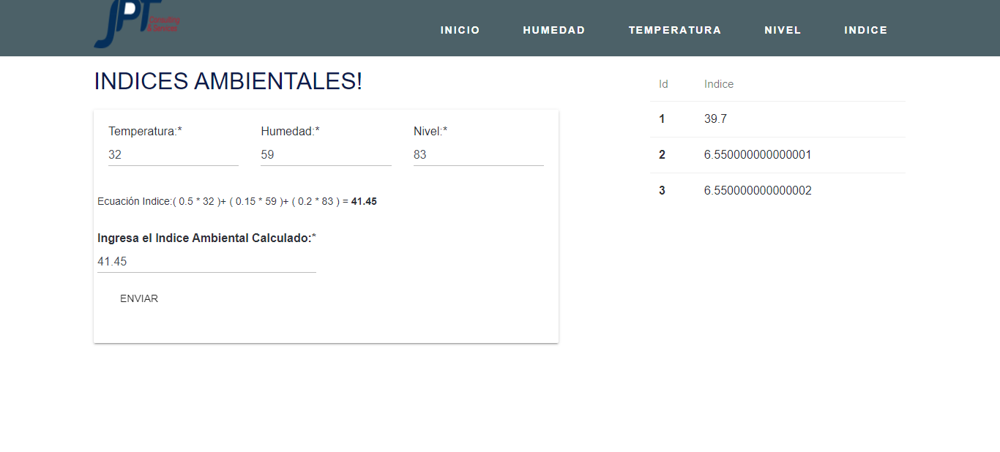 JPT
Consulting
& Services
INICIO HUMEDAD TEMPERATURA NIVEL INDICE
INDICES AMBIENTALES!
Temperatura:* Humedad:* Nivel:*
32 59 83
Ecuación Indice:( 0.5 * 32 )+ ( 0.15 * 59 )+ ( 0.2 * 83 ) = 41.45
Ingresa el Indice Ambiental Calculado:*
41.45
ENVIAR
Id Indice
1 39.7
2 6.550000000000001
3 6.550000000000002